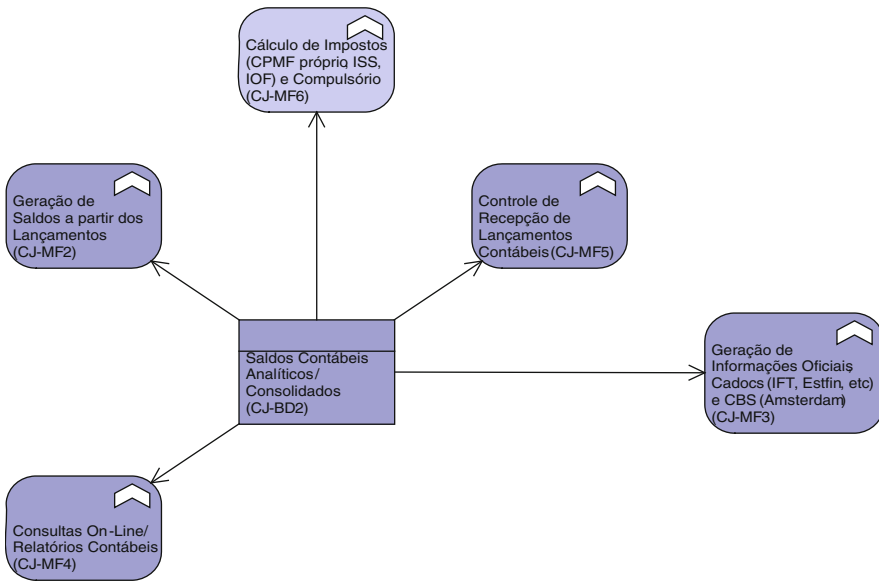 Cálculo de Impostos
(CPMF próprio, ISS,
IOF) e Compulsório
(CJ-MF6)
Geração de
Saldos a partir dos
Lançamentos
(CJ-MF2)
Controle de
Recepção de
Lançamentos
Contábeis (CJ-MF5)
Saldos Contábeis
Analíticos/
Consolidados
(CJ-BD2)
Geração de
Informações Oficiais,
Cadocs (IFT, Estfin, etc)
e CBS (Amsterdam)
(CJ-MF3)
Consultas On-Line/
Relatórios Contábeis
(CJ-MF4)